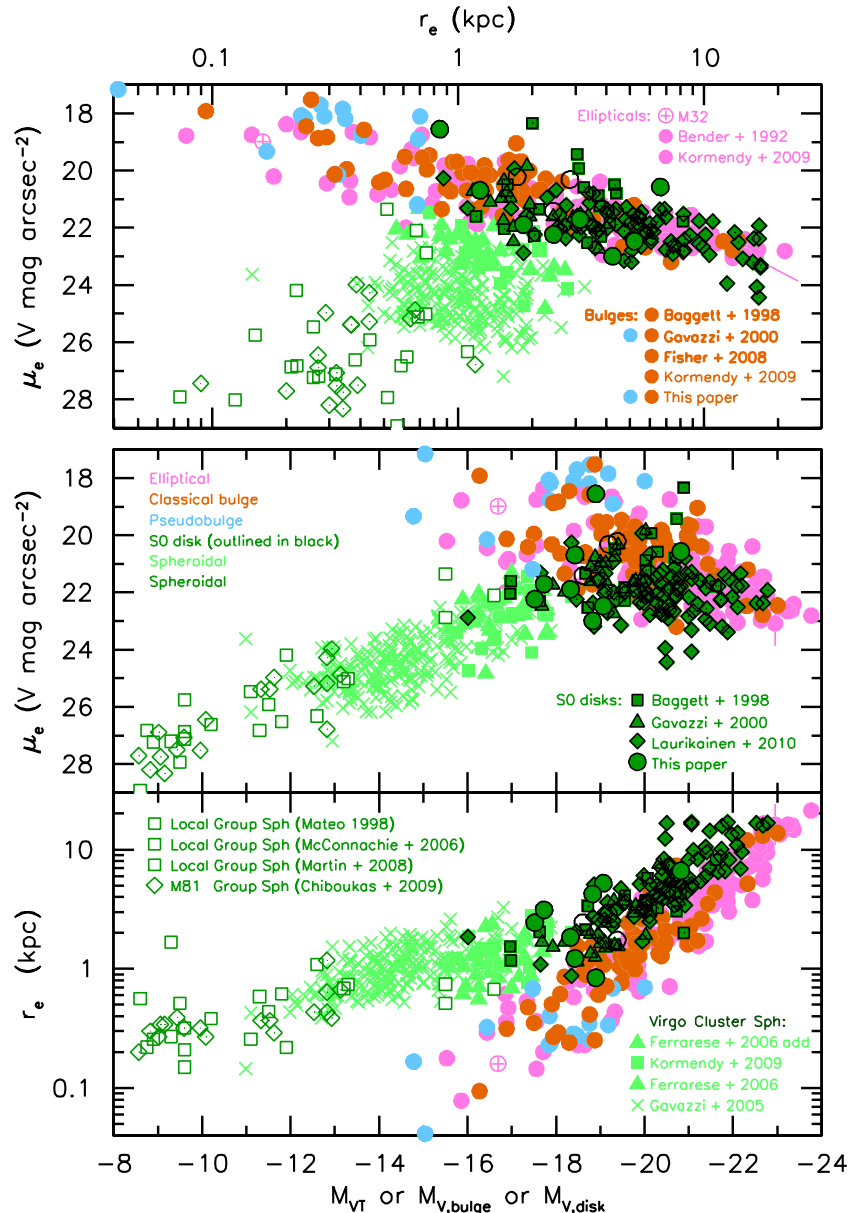 r_e (kpc)
0.1 1 10
18
20
22
24
26
28
μ_e (V mag arcsec⁻²)
Ellipticals: ⊕ M32
Bender + 1992
Kormendy + 2009
Bulges: Baggett + 1998
Gavazzi + 2000
Fisher + 2008
Kormendy + 2009
This paper
18
20
22
24
26
28
μ_e (V mag arcsec⁻²)
Elliptical
Classical bulge
Pseudobulge
S0 disk (outlined in black)
Spheroidal
Spheroidal
S0 disks: Baggett + 1998
Gavazzi + 2000
Laurikainen + 2010
This paper
10
1
0.1
r_e (kpc)
Local Group Sph (Mateo 1998)
Local Group Sph (McConnachie + 2006)
Local Group Sph (Martin + 2008)
M81 Group Sph (Chiboukas + 2009)
Virgo Cluster Sph:
Ferrarese + 2006 add
Kormendy + 2009
Ferrarese + 2006
Gavazzi + 2005
-8 -10 -12 -14 -16 -18 -20 -22 -24
M_VT or M_V,bulge or M_V,disk